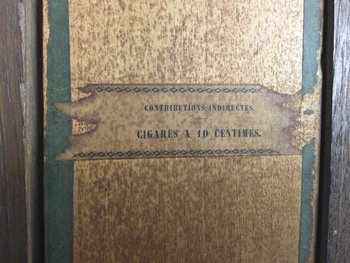 CONTRIBUTIONS INDIRECTES.
CIGARES A 10 CENTIMES.